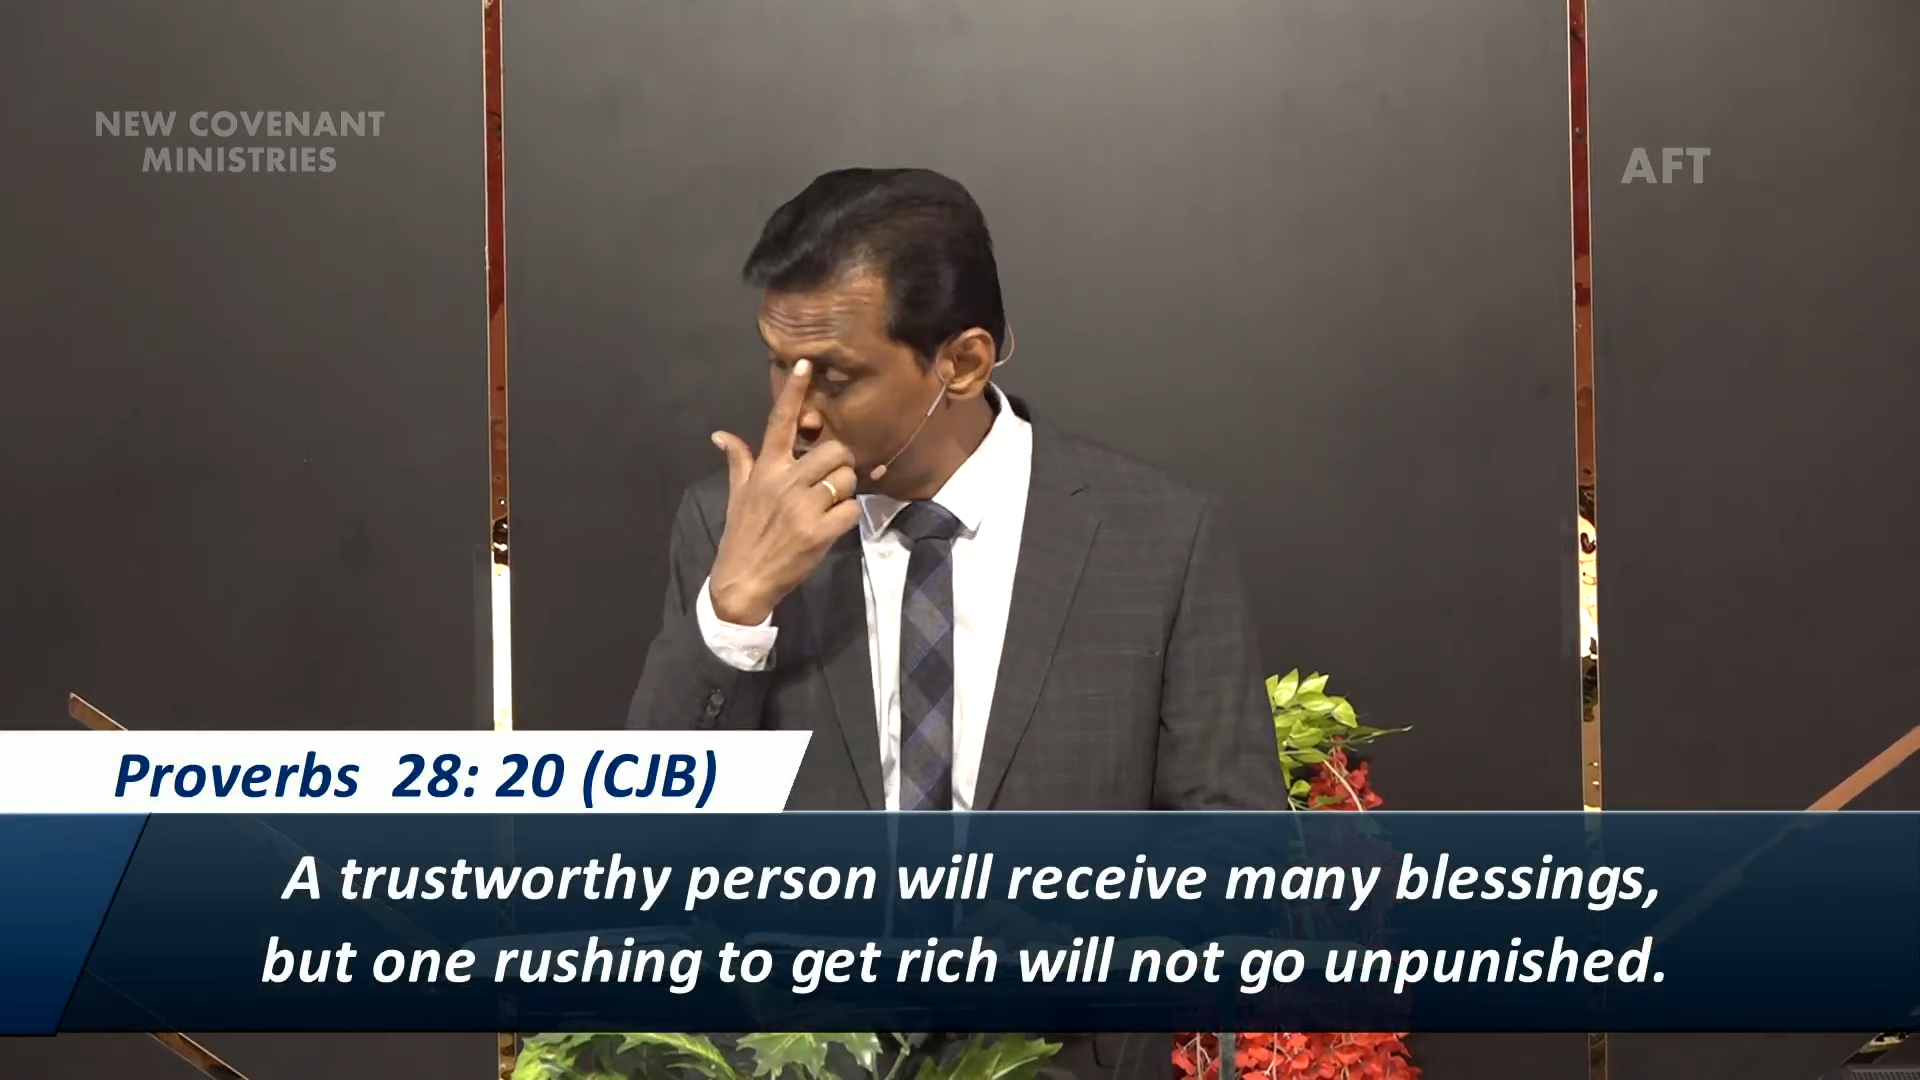 NEW COVENANT
MINISTRIES
AFT
Proverbs 28: 20 (CJB)
A trustworthy person will receive many blessings,
but one rushing to get rich will not go unpunished.